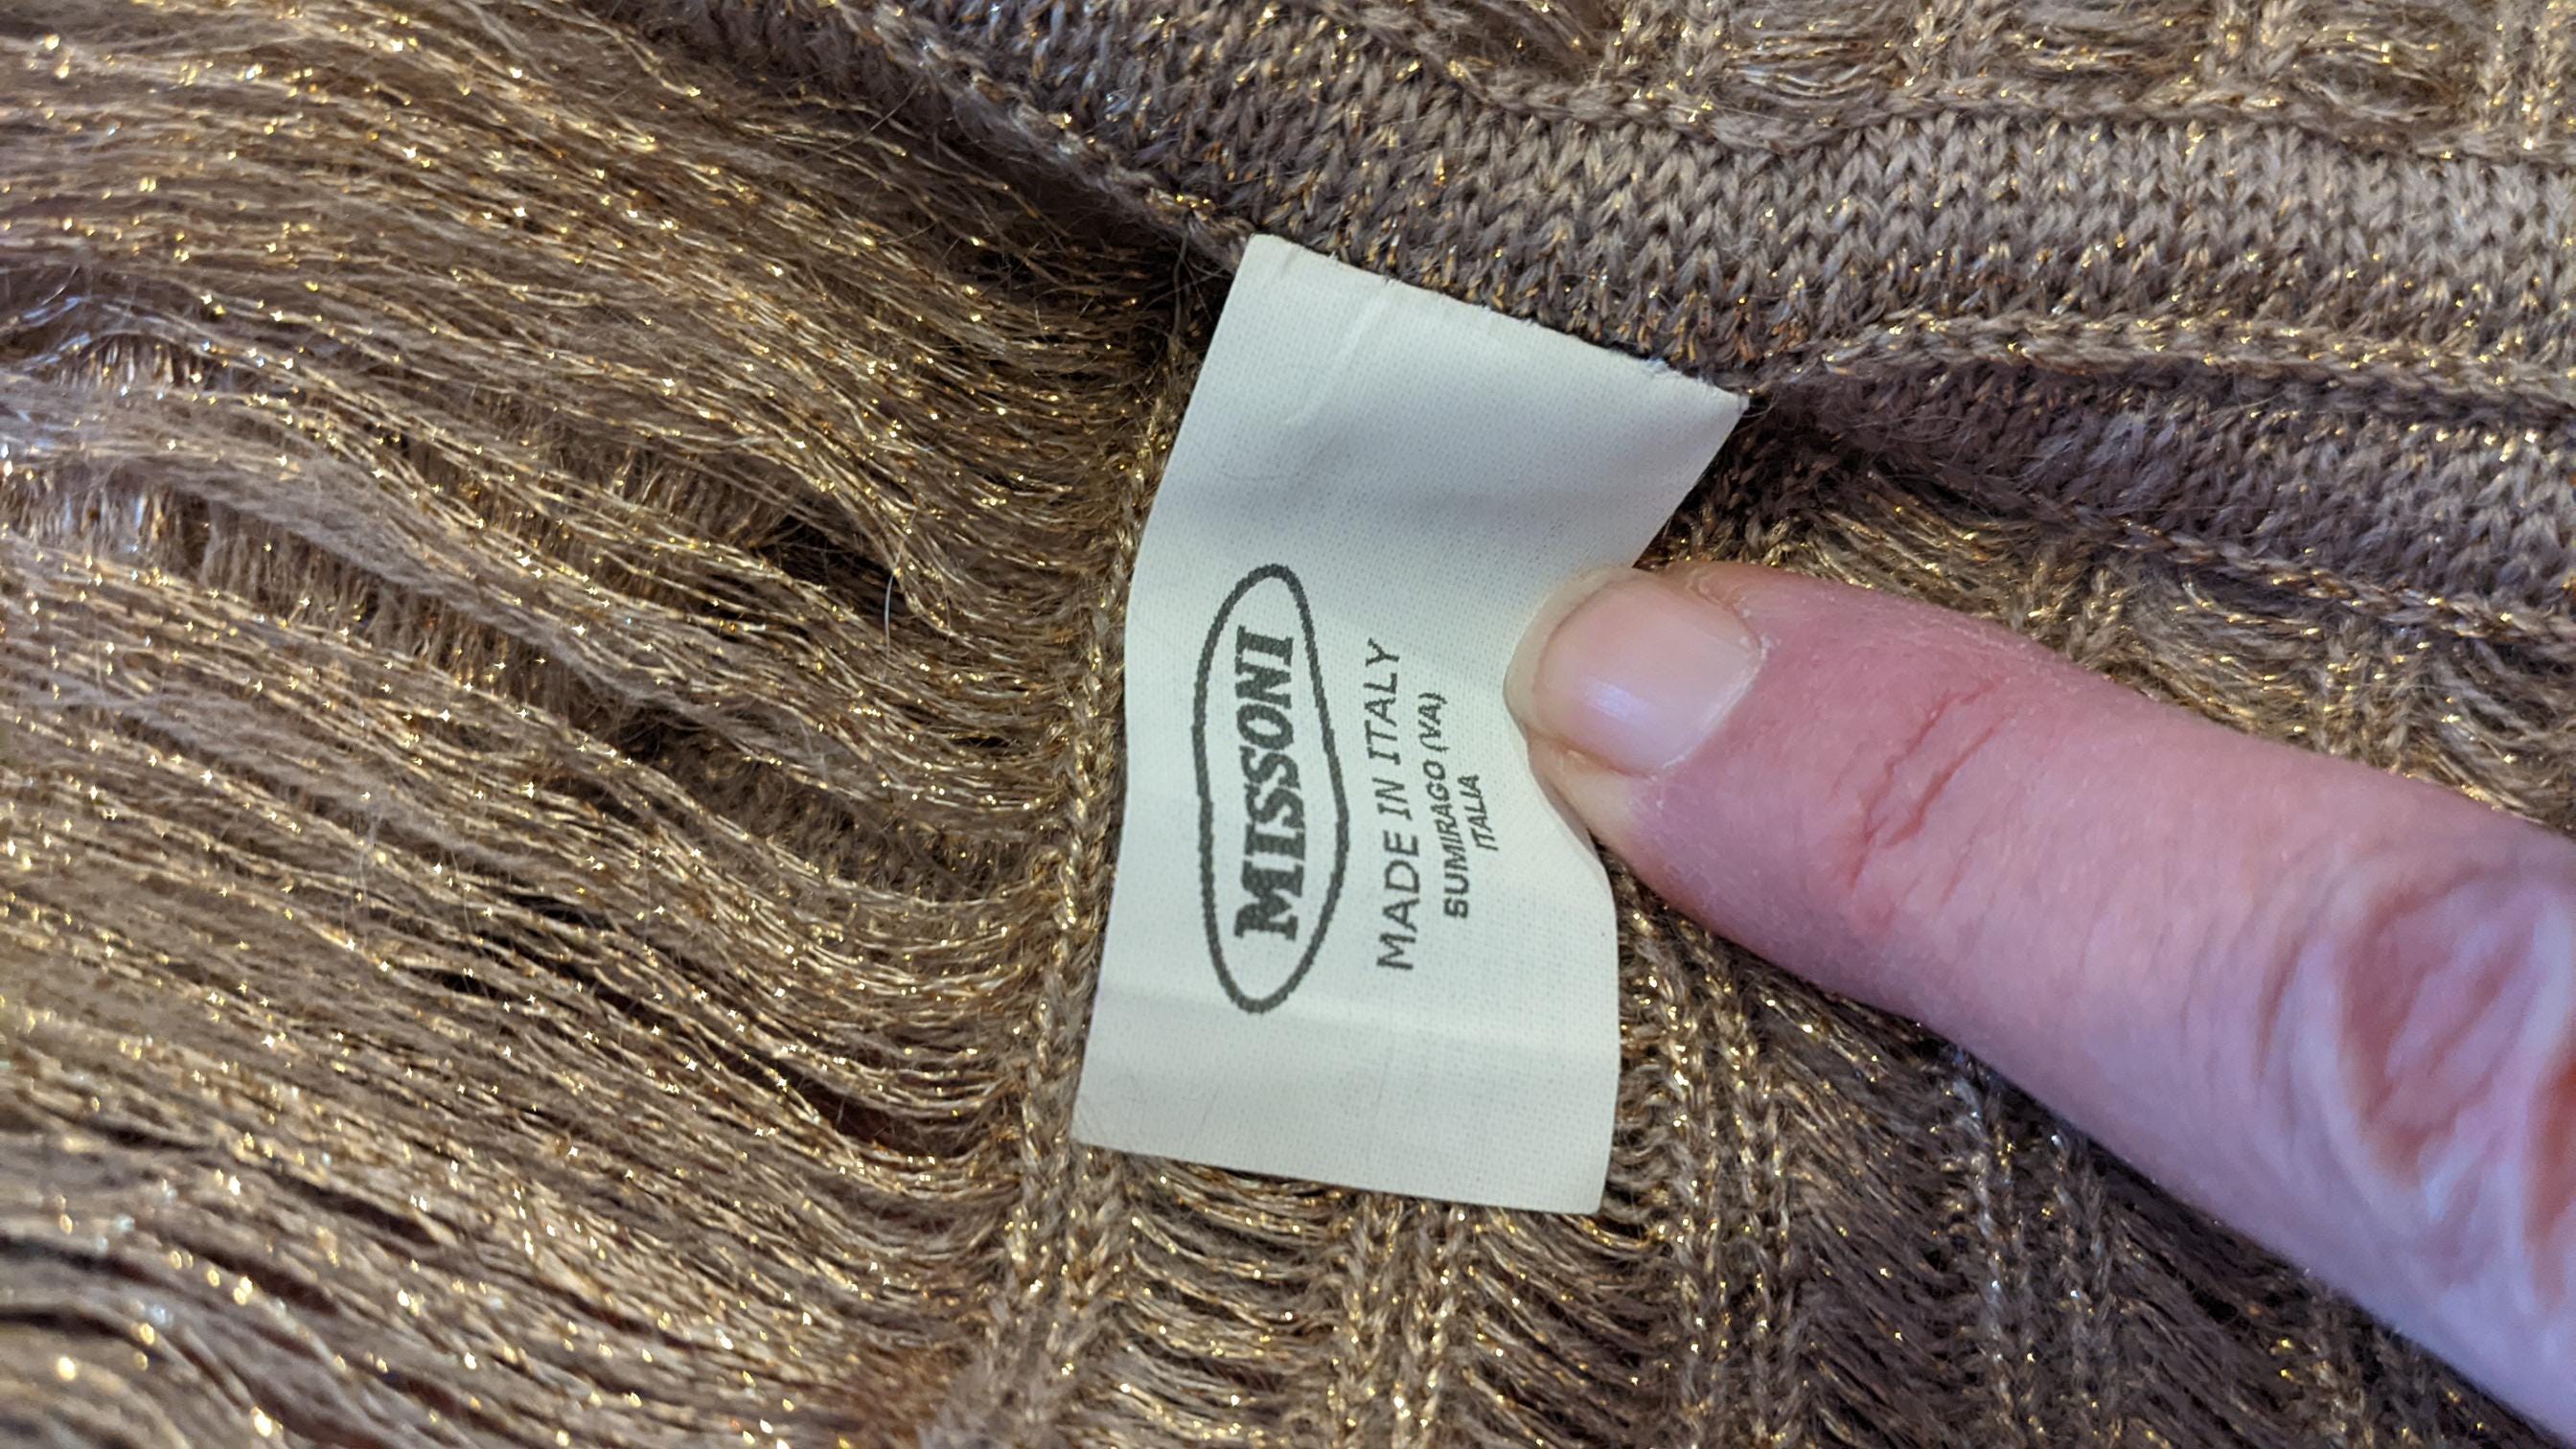 MISSONI
MADE IN ITALY
SUMIRAGO (VA)
ITALIA